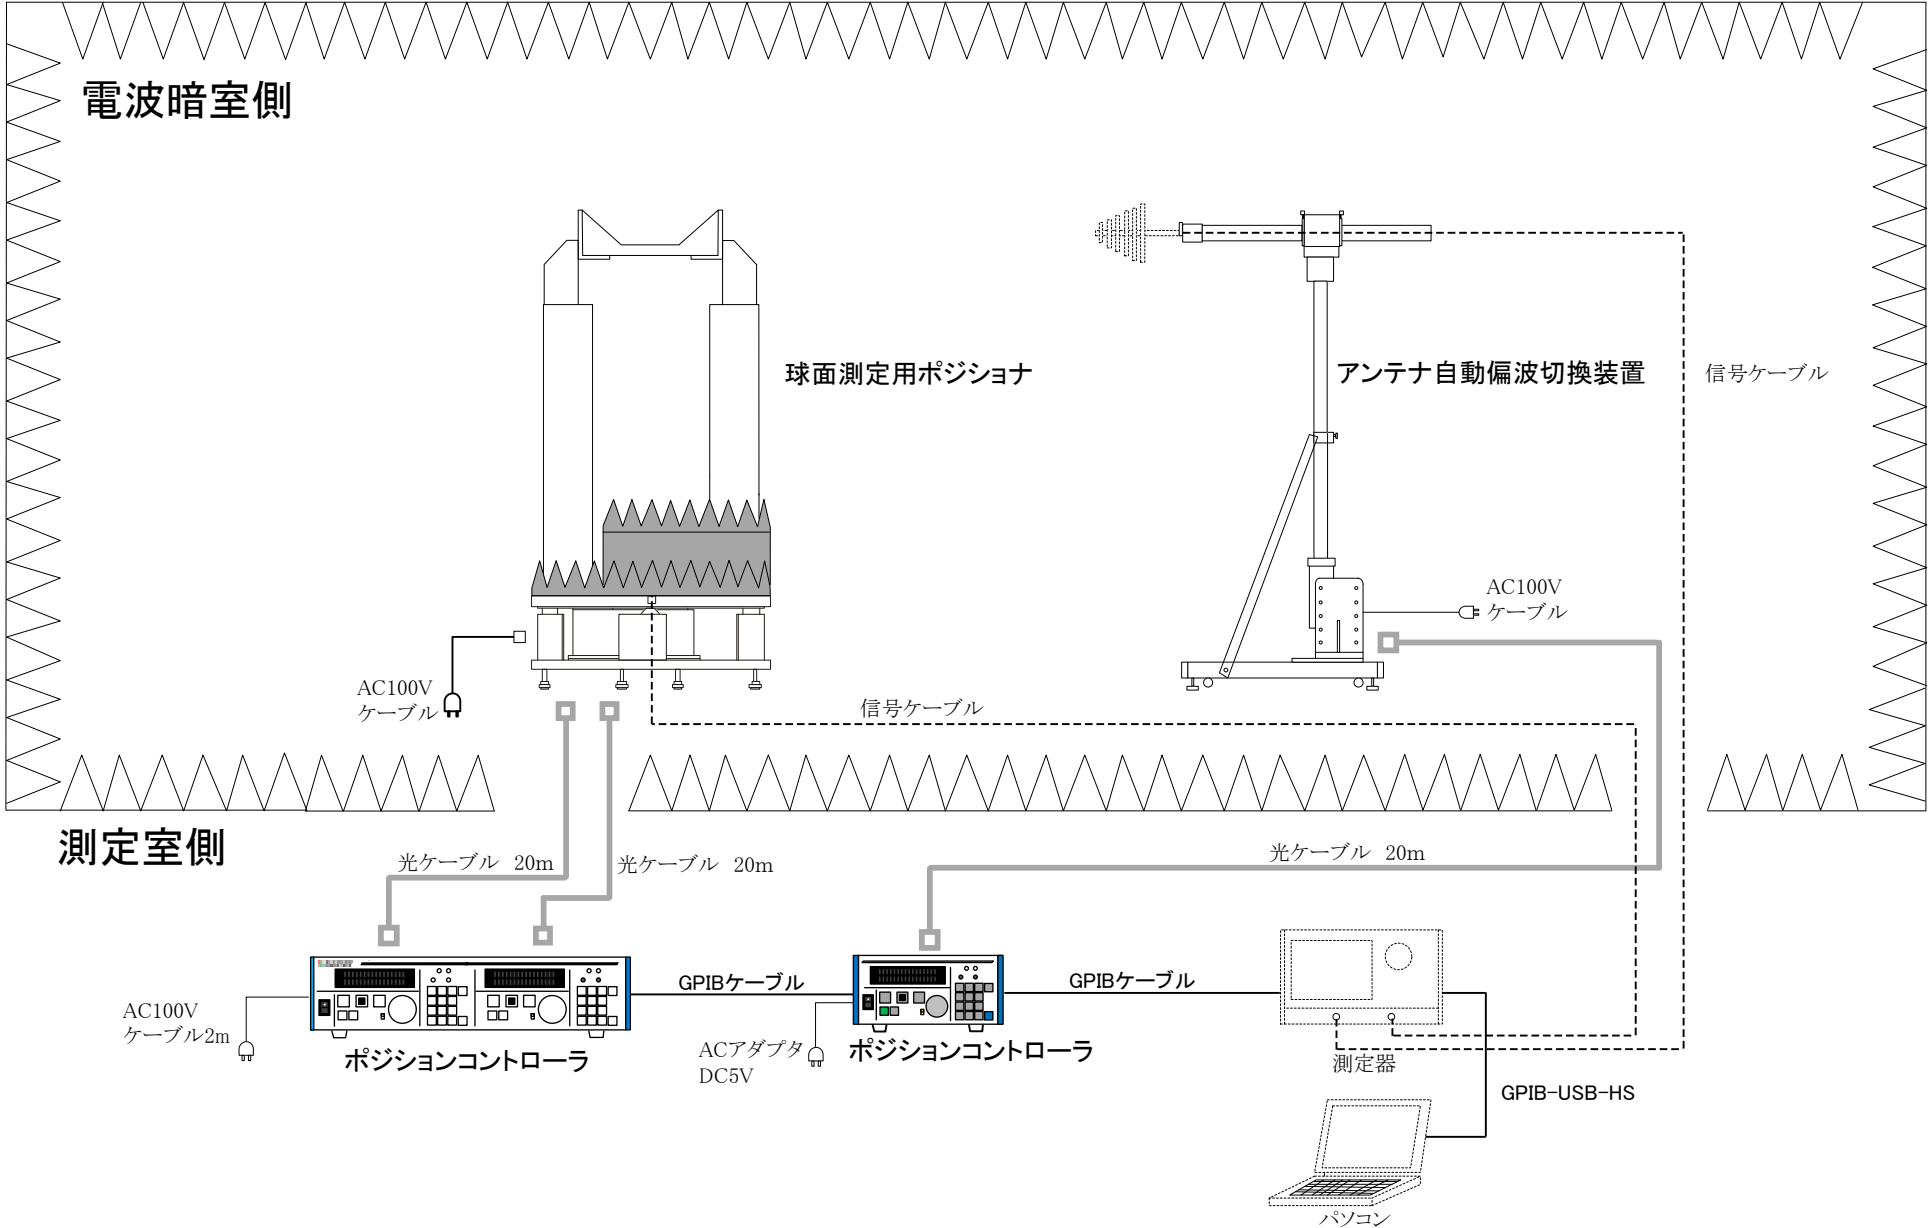 電波暗室側
球面測定用ポジショナ
アンテナ自動偏波切換装置
信号ケーブル
AC100V
ケーブル
AC100V
ケーブル
信号ケーブル
測定室側
光ケーブル 20m
光ケーブル 20m
光ケーブル 20m
GPIBケーブル
GPIBケーブル
AC100V
ケーブル2m
ポジションコントローラ
ACアダプタ
DC5V
ポジションコントローラ
測定器
GPIB-USB-HS
パソコン